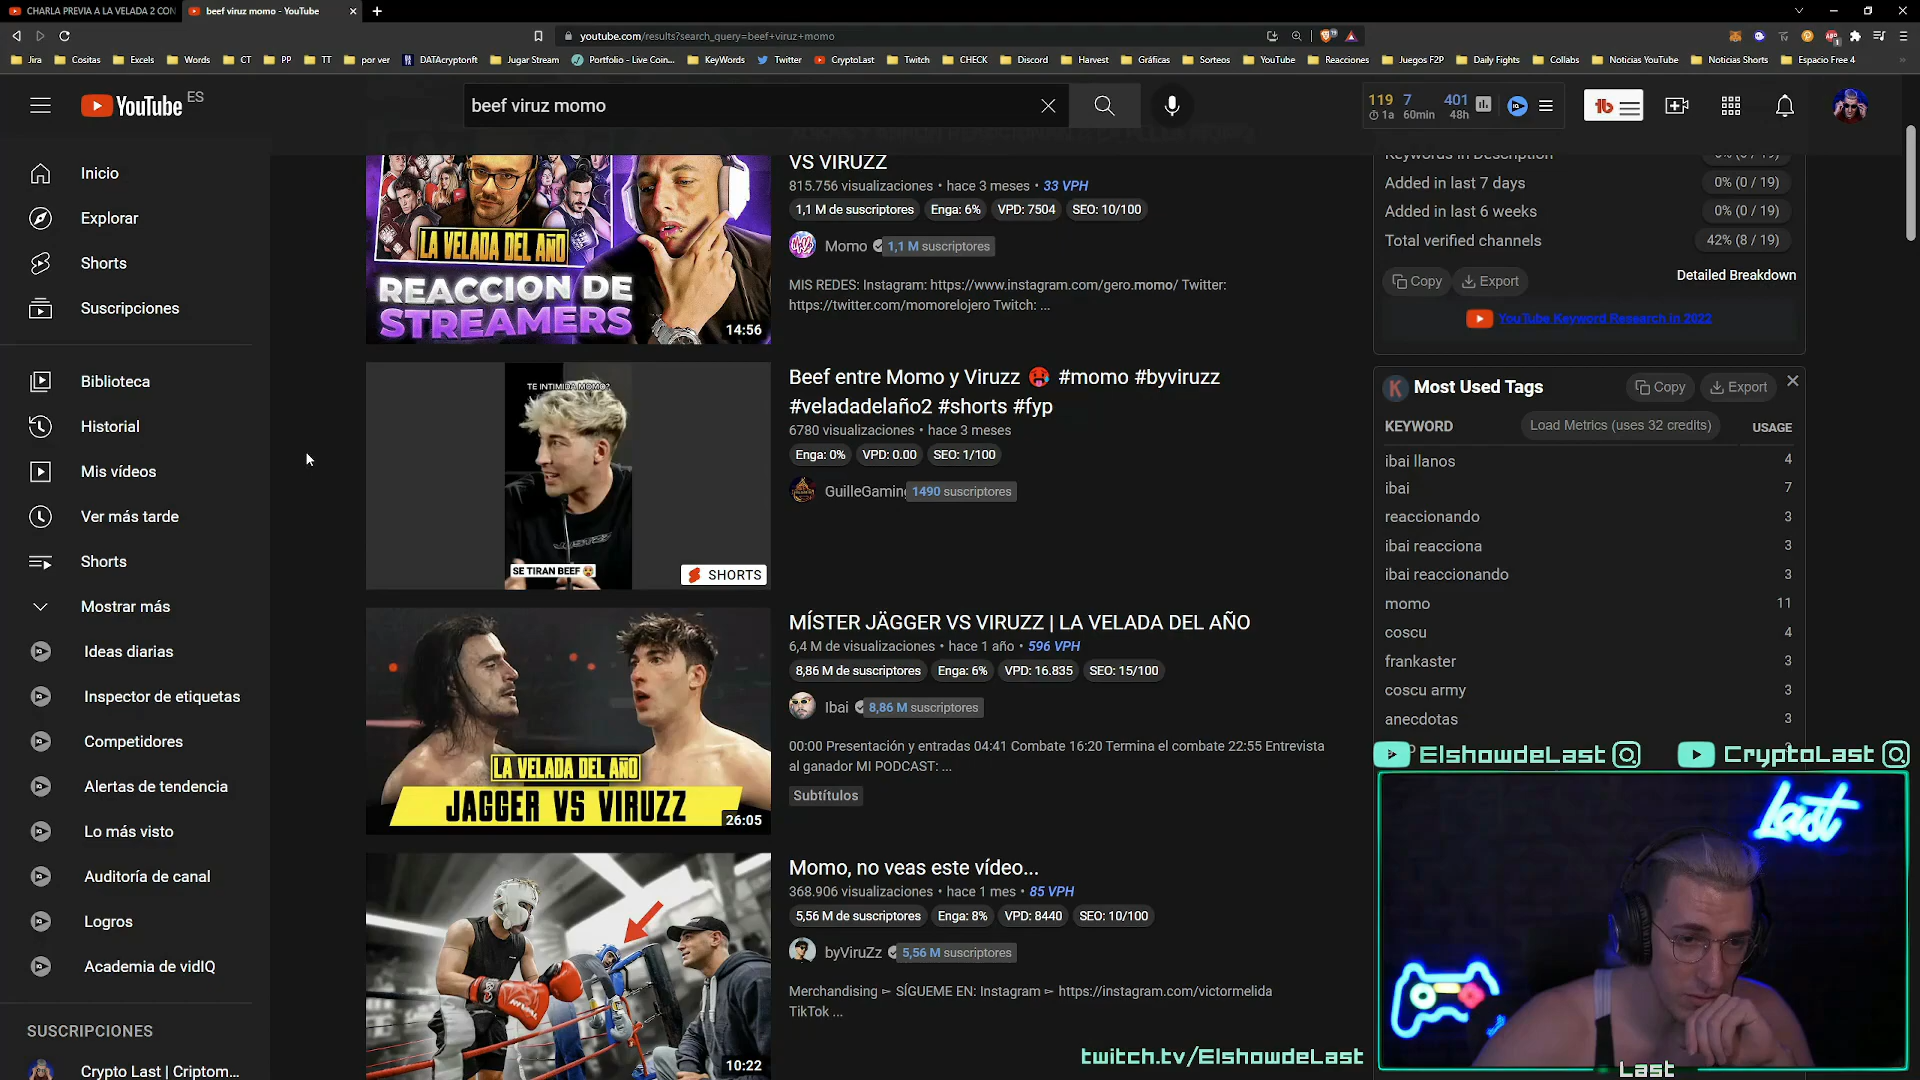 CHARLA PREVIA A LA VELADA 2 CON
beef viruz momo - YouTube
youtube.com/results?search_query=beef+viruz+momo
Jira
Cositas
Excels
Words
CT
PP
TT
por ver
DATAcryptonft
Jugar Stream
Portfolio - Live Coin...
KeyWords
Twitter
CryptoLast
Twitch
CHECK
Discord
Harvest
Gráficas
Sorteos
YouTube
Reacciones
Juegos F2P
Daily Fights
Collabs
Noticias YouTube
Noticias Shorts
Espacio Free 4
YouTube ES
beef viruz momo
119 7 401
1a 60min 48h
Inicio
Explorar
Shorts
Suscripciones
Biblioteca
Historial
Mis vídeos
Ver más tarde
Shorts
Mostrar más
Ideas diarias
Inspector de etiquetas
Competidores
Alertas de tendencia
Lo más visto
Auditoría de canal
Logros
Academia de vidIQ
SUSCRIPCIONES
Crypto Last | Criptom...
LA VELADA DEL AÑO
REACCION DE
STREAMERS
14:56
VS VIRUZZ
815.756 visualizaciones • hace 3 meses • 33 VPH
1,1 M de suscriptores Enga: 6% VPD: 7504 SEO: 10/100
Momo 1,1 M suscriptores
MIS REDES: Instagram: https://www.instagram.com/gero.momo/ Twitter:
https://twitter.com/momorelojero Twitch: ...
TE INTIMIDA MOMO?
SE TIRAN BEEF
SHORTS
Beef entre Momo y Viruzz 🥵 #momo #byviruzz
#veladadelaño2 #shorts #fyp
6780 visualizaciones • hace 3 meses
Enga: 0% VPD: 0.00 SEO: 1/100
GuilleGaming 1490 suscriptores
LA VELADA DEL AÑO
JAGGER VS VIRUZZ
26:05
MÍSTER JÄGGER VS VIRUZZ | LA VELADA DEL AÑO
6,4 M de visualizaciones • hace 1 año • 596 VPH
8,86 M de suscriptores Enga: 6% VPD: 16.835 SEO: 15/100
Ibai 8,86 M suscriptores
00:00 Presentación y entradas 04:41 Combate 16:20 Termina el combate 22:55 Entrevista
al ganador MI PODCAST: ...
Subtítulos
10:22
Momo, no veas este vídeo...
368.906 visualizaciones • hace 1 mes • 85 VPH
5,56 M de suscriptores Enga: 8% VPD: 8440 SEO: 10/100
byViruZz 5,56 M suscriptores
Merchandising ► SÍGUEME EN: Instagram ► https://instagram.com/victormelida
TikTok ...
Keywords in Description
Added in last 7 days 0% (0 / 19)
Added in last 6 weeks 0% (0 / 19)
Total verified channels 42% (8 / 19)
Copy Export Detailed Breakdown
YouTube Keyword Research in 2022
Most Used Tags Copy Export
KEYWORD Load Metrics (uses 32 credits) USAGE
ibai llanos 4
ibai 7
reaccionando 3
ibai reacciona 3
ibai reaccionando 3
momo 11
coscu 4
frankaster 3
coscu army 3
anecdotas 3
ElshowdeLast
CryptoLast
Last
twitch.tv/ElshowdeLast
Last